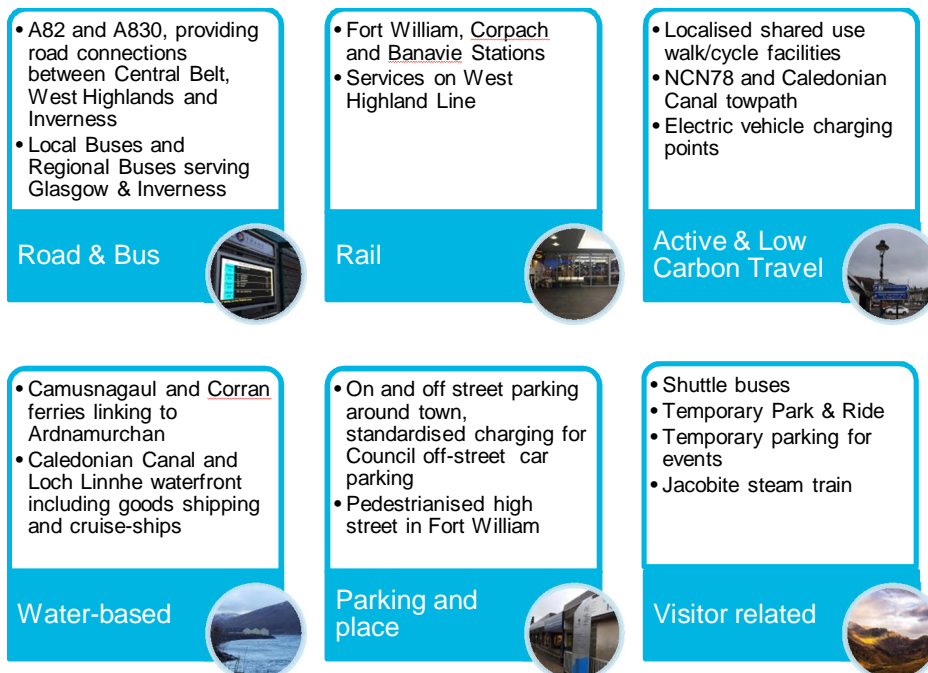 • A82 and A830, providing
road connections
between Central Belt,
West Highlands and
Inverness
• Local Buses and
Regional Buses serving
Glasgow & Inverness
Road & Bus
• Fort William, Corpach
and Banavie Stations
• Services on West
Highland Line
Rail
• Localised shared use
walk/cycle facilities
• NCN78 and Caledonian
Canal towpath
• Electric vehicle charging
points
Active & Low
Carbon Travel
• Camusnagaul and Corran
ferries linking to
Ardnamurchan
• Caledonian Canal and
Loch Linnhe waterfront
including goods shipping
and cruise-ships
Water-based
• On and off street parking
around town,
standardised charging for
Council off-street car
parking
• Pedestrianised high
street in Fort William
Parking and
place
• Shuttle buses
• Temporary Park & Ride
• Temporary parking for
events
• Jacobite steam train
Visitor related